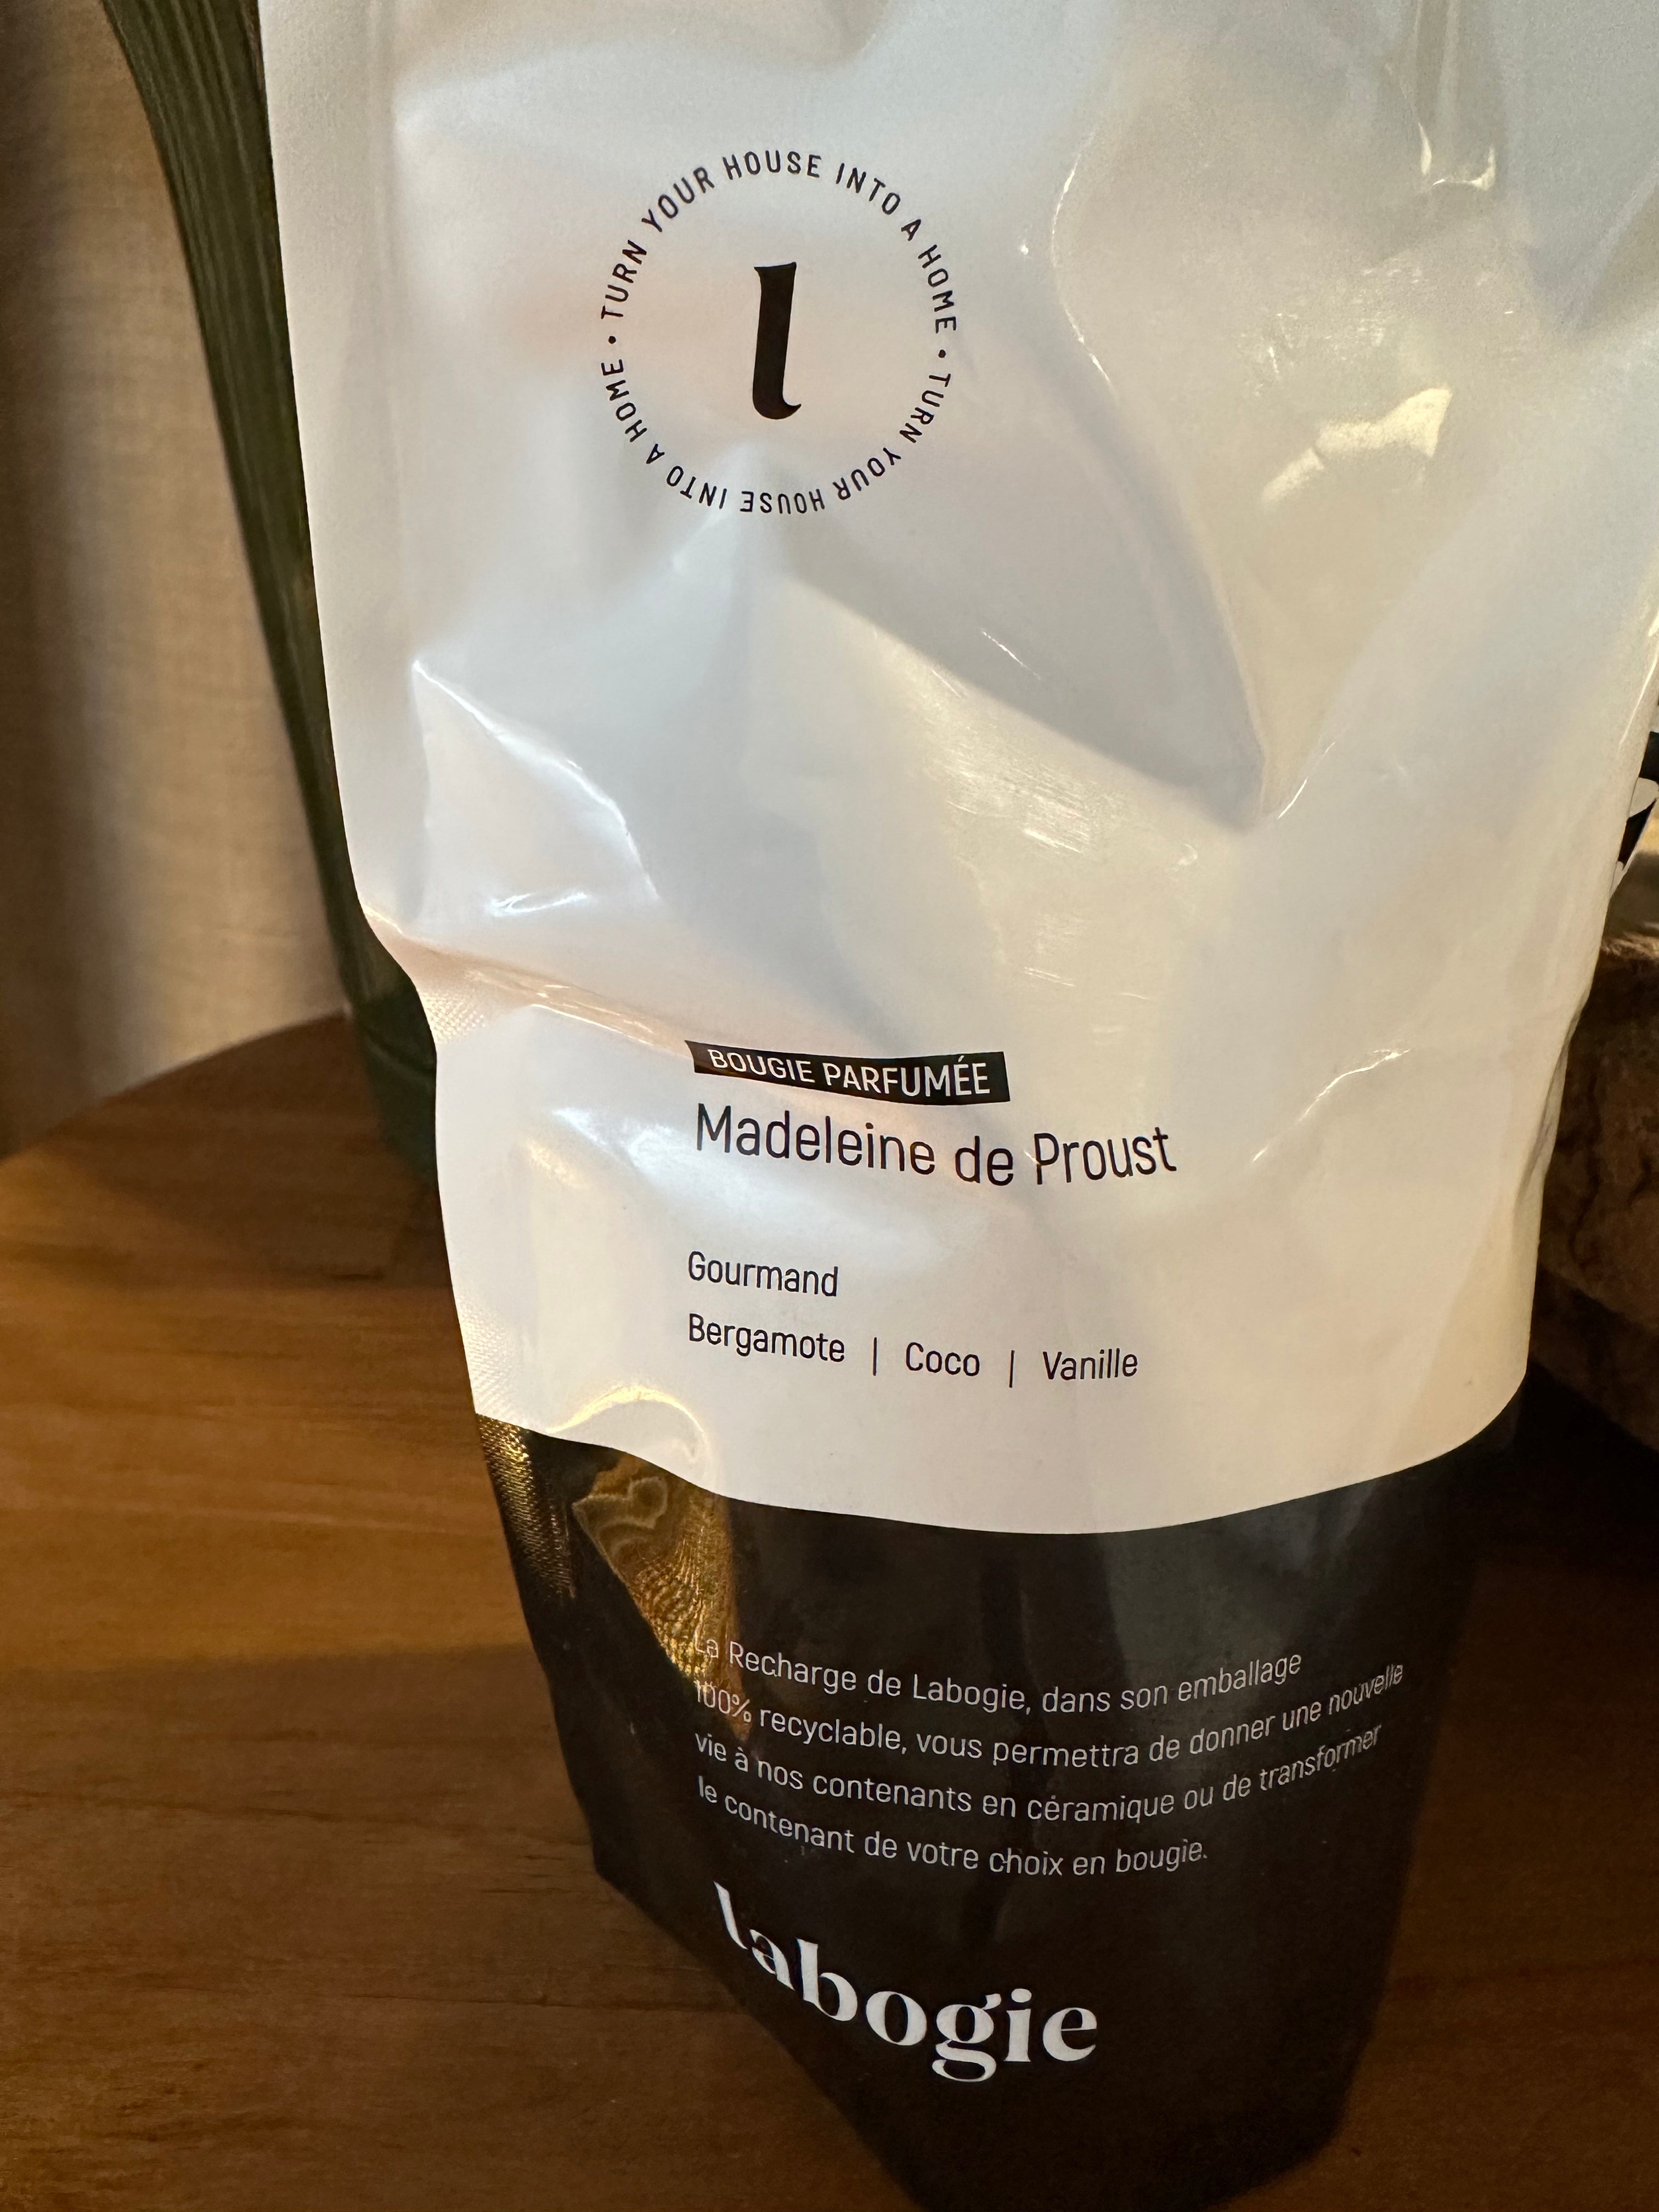 TURN YOUR HOUSE INTO A HOME • TURN YOUR HOUSE INTO A HOME •
l
BOUGIE PARFUMÉE
Madeleine de Proust
Gourmand
Bergamote | Coco | Vanille
La Recharge de Labogie, dans son emballage
100% recyclable, vous permettra de donner une nouvelle
vie à nos contenants en céramique ou de transformer
le contenant de votre choix en bougie.
labogie